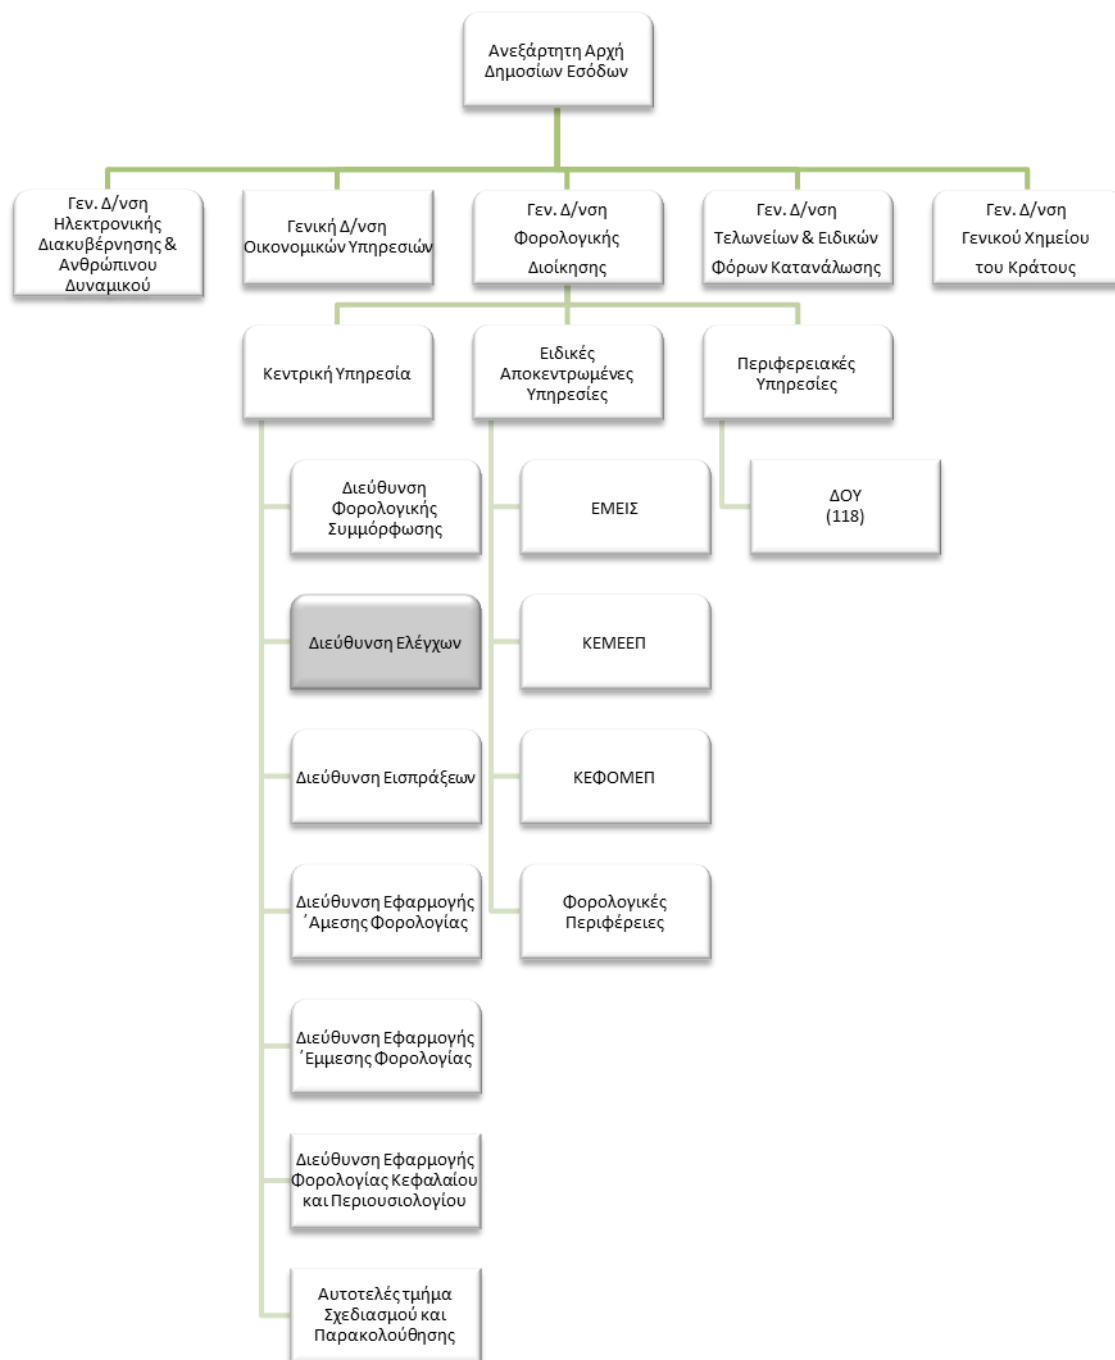 Ανεξάρτητη Αρχή
Δημοσίων Εσόδων
Γεν. Δ/νση
Ηλεκτρονικής
Διακυβέρνησης &
Ανθρώπινου
Δυναμικού
Γενική Δ/νση
Οικονομικών Υπηρεσιών
Γεν. Δ/νση
Φορολογικής
Διοίκησης
Γεν. Δ/νση
Τελωνείων & Ειδικών
Φόρων Κατανάλωσης
Γεν. Δ/νση
Γενικού Χημείου
του Κράτους
Κεντρική Υπηρεσία
Ειδικές
Αποκεντρωμένες
Υπηρεσίες
Περιφερειακές
Υπηρεσίες
Διεύθυνση
Φορολογικής
Συμμόρφωσης
ΕΜΕΙΣ
ΔΟΥ
(118)
Διεύθυνση Ελέγχων
ΚΕΜΕΕΠ
Διεύθυνση Εισπράξεων
ΚΕΦΟΜΕΠ
Διεύθυνση Εφαρμογής
΄Αμεσης Φορολογίας
Φορολογικές
Περιφέρειες
Διεύθυνση Εφαρμογής
΄Εμμεσης Φορολογίας
Διεύθυνση Εφαρμογής
Φορολογίας Κεφαλαίου
και Περιουσιολογίου
Αυτοτελές τμήμα
Σχεδιασμού και
Παρακολούθησης